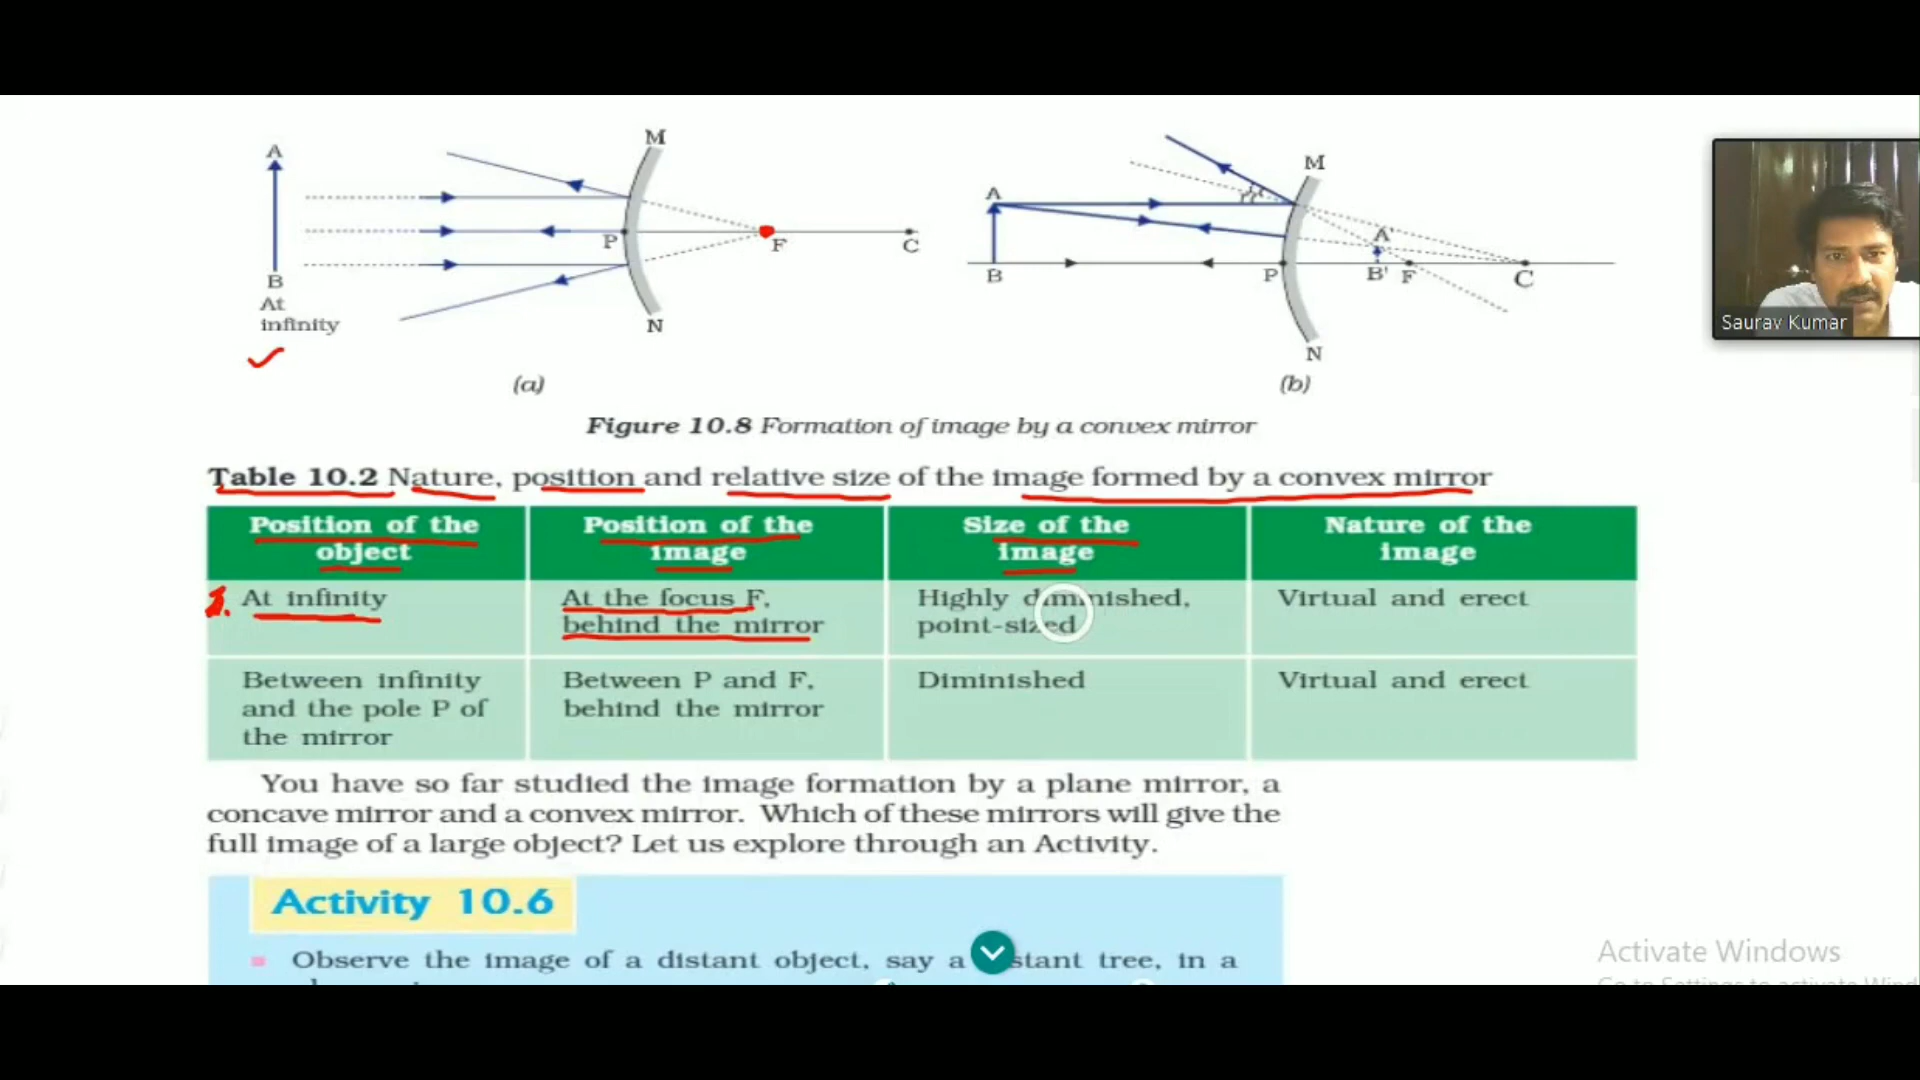 M
A
P
F
C
B
At
infinity
N
(a)
M
A
A'
B
P
B'
F
C
N
(b)
Saurav Kumar
Figure 10.8 Formation of image by a convex mirror
Table 10.2 Nature, position and relative size of the image formed by a convex mirror
Position of the object
Position of the image
Size of the image
Nature of the image
1. At infinity
At the focus F, behind the mirror
Highly diminished, point-sized
Virtual and erect
Between infinity and the pole P of the mirror
Between P and F, behind the mirror
Diminished
Virtual and erect
You have so far studied the image formation by a plane mirror, a
concave mirror and a convex mirror. Which of these mirrors will give the
full image of a large object? Let us explore through an Activity.
Activity 10.6
Observe the image of a distant object, say a distant tree, in a
Activate Windows